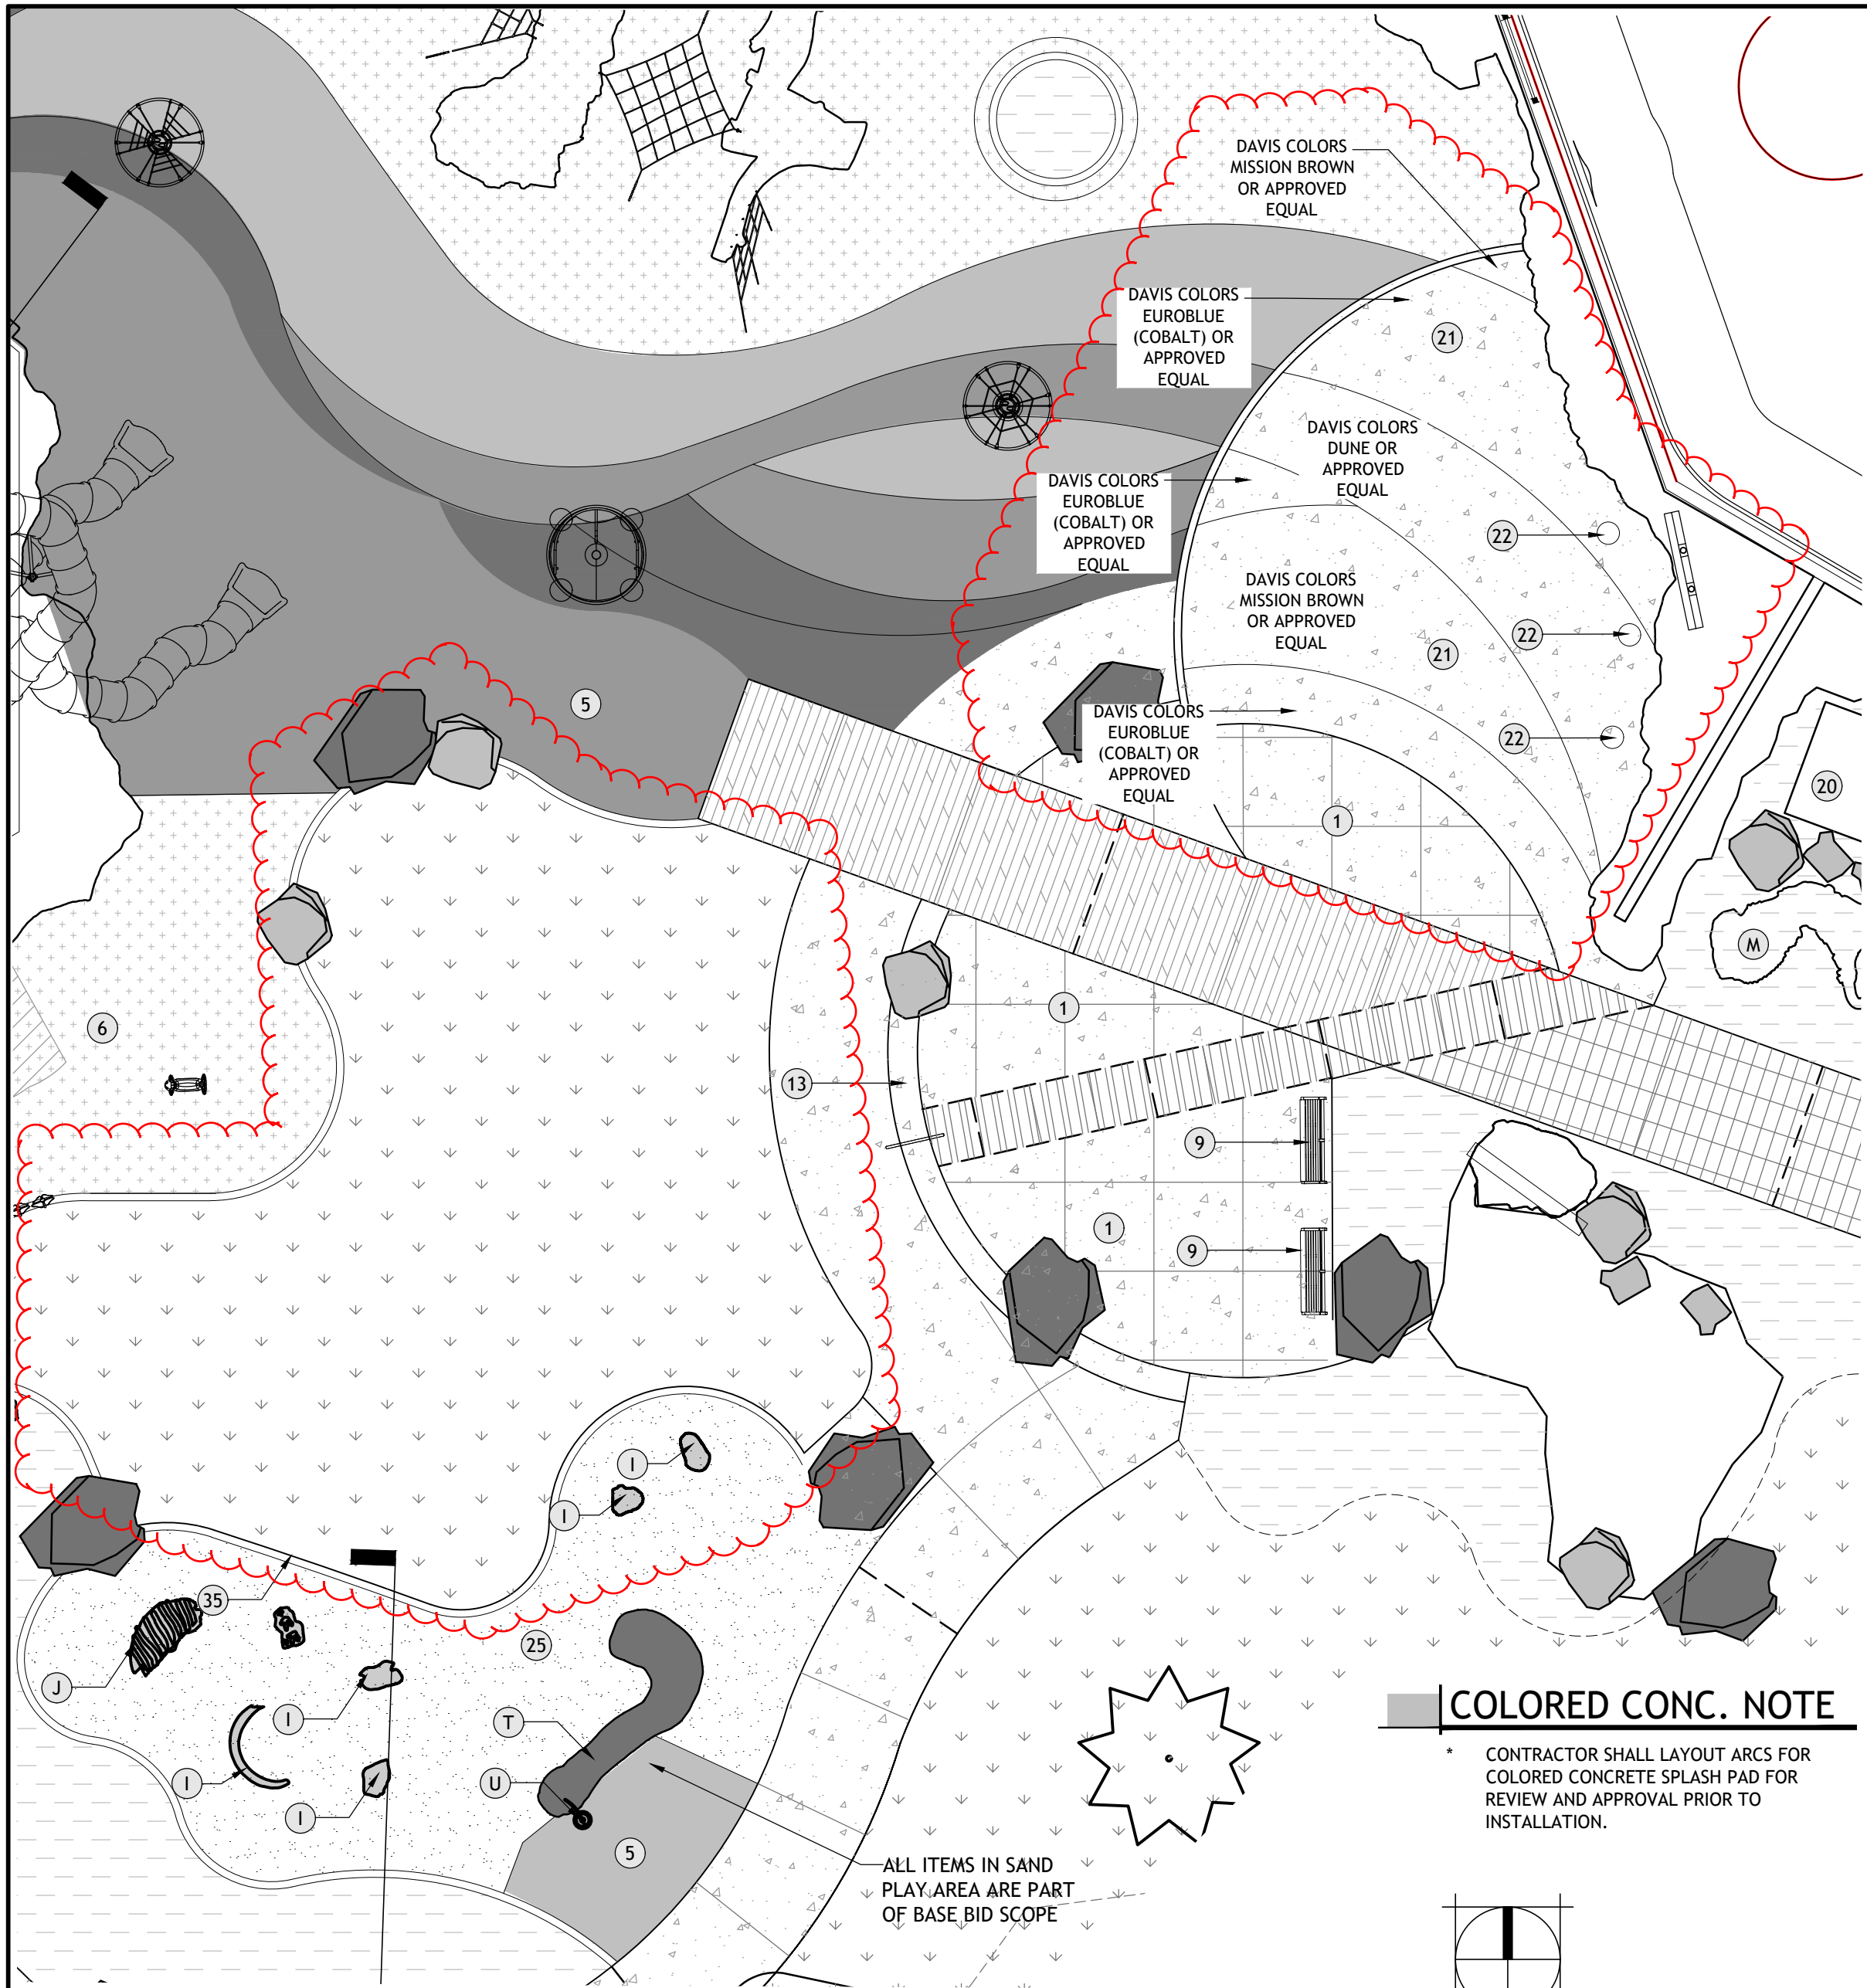 DAVIS COLORS
MISSION BROWN
OR APPROVED
EQUAL
DAVIS COLORS
EUROBLUE
(COBALT) OR
APPROVED
EQUAL
21
DAVIS COLORS
DUNE OR
APPROVED
EQUAL
DAVIS COLORS
EUROBLUE
(COBALT) OR
APPROVED
EQUAL
22
DAVIS COLORS
MISSION BROWN
OR APPROVED
EQUAL
22
21
5
DAVIS COLORS
EUROBLUE
(COBALT) OR
APPROVED
EQUAL
22
20
1
M
1
6
13
9
1
9
I
I
35
25
J
I
T
I
U
I
5
ALL ITEMS IN SAND
PLAY AREA ARE PART
OF BASE BID SCOPE
COLORED CONC. NOTE
* CONTRACTOR SHALL LAYOUT ARCS FOR
COLORED CONCRETE SPLASH PAD FOR
REVIEW AND APPROVAL PRIOR TO
INSTALLATION.